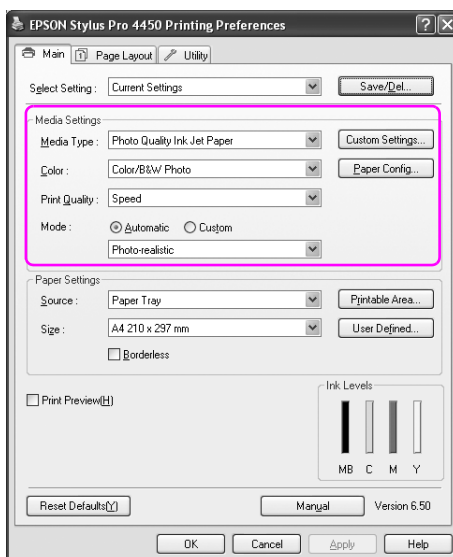 EPSON Stylus Pro 4450 Printing Preferences
Main Page Layout Utility
Select Setting : Current Settings Save/Del...
Media Settings
Media Type : Photo Quality Ink Jet Paper Custom Settings...
Color : Color/B&W Photo Paper Config...
Print Quality : Speed
Mode : Automatic Custom
Photo-realistic
Paper Settings
Source : Paper Tray Printable Area...
Size : A4 210 x 297 mm User Defined...
Borderless
Ink Levels
Print Preview(H)
MB C M Y
Reset Defaults(Y) Manual Version 6.50
OK Cancel Apply Help